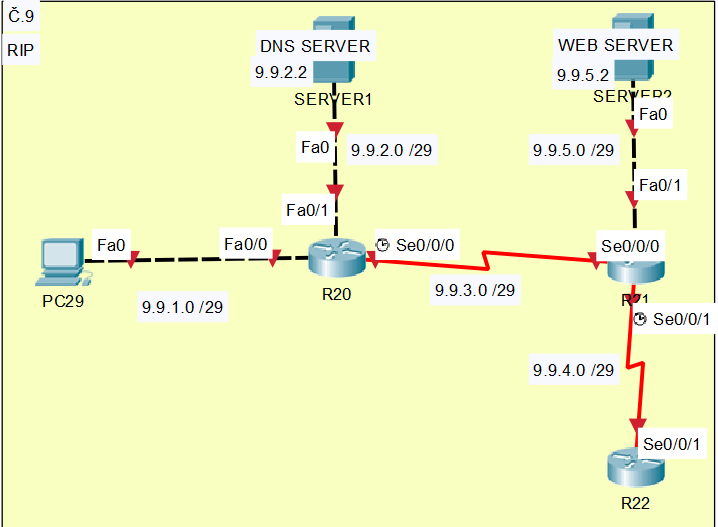 Č.9
RIP
DNS SERVER
9.9.2.2
SERVER1
WEB SERVER
9.9.5.2
SERVER2
Fa0
Fa0
9.9.2.0 /29
9.9.5.0 /29
Fa0/1
Fa0/1
Fa0
Fa0/0
Se0/0/0
Se0/0/0
PC29
9.9.1.0 /29
R20
9.9.3.0 /29
R21
Se0/0/1
9.9.4.0 /29
Se0/0/1
R22